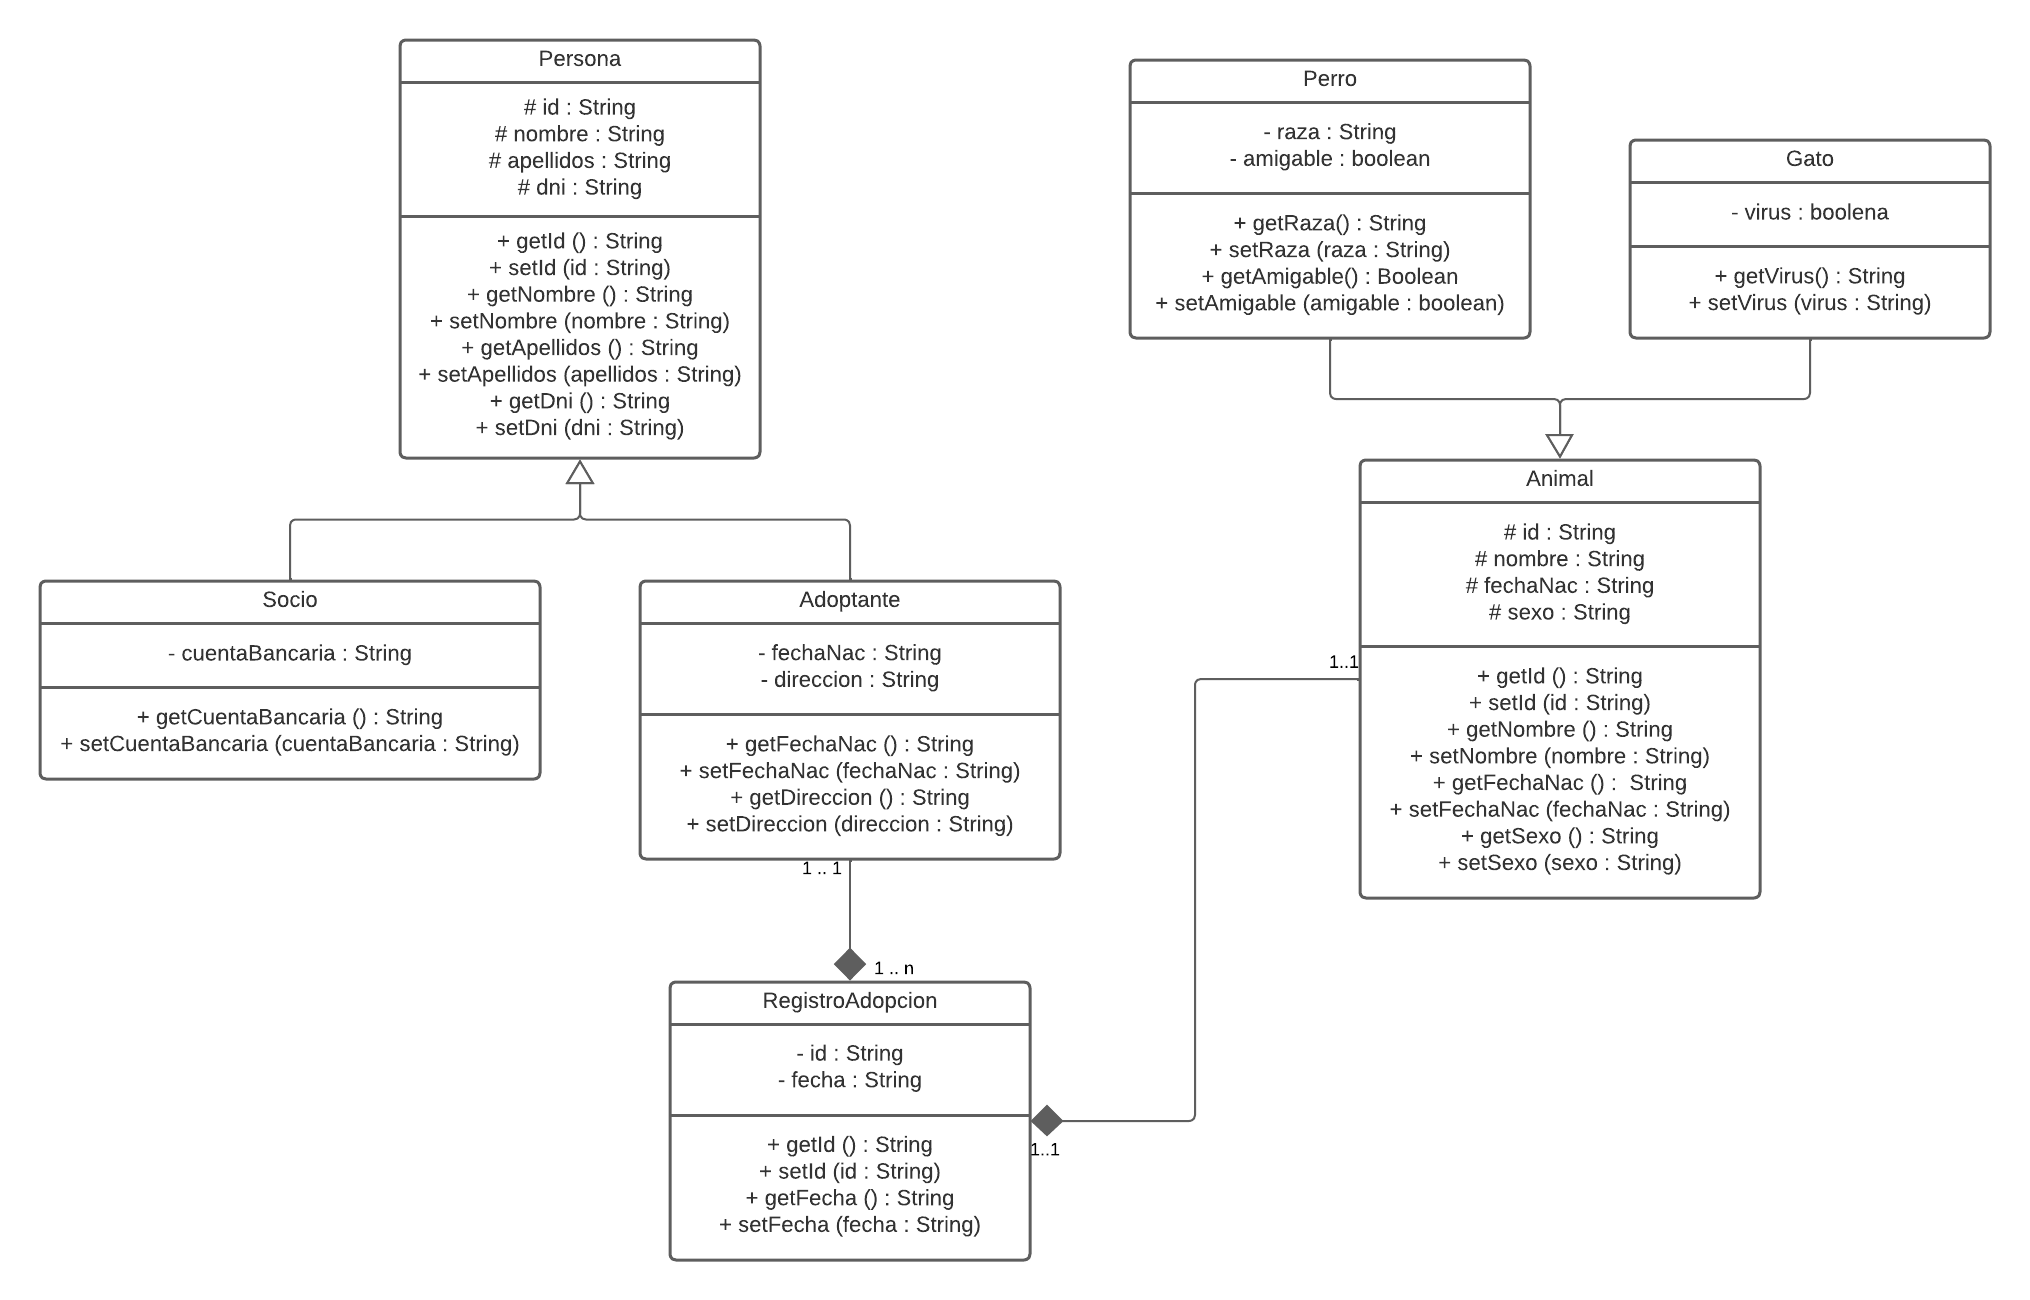 Persona
# id : String
# nombre : String
# apellidos : String
# dni : String
+ getId () : String
+ setId (id : String)
+ getNombre () : String
+ setNombre (nombre : String)
+ getApellidos () : String
+ setApellidos (apellidos : String)
+ getDni () : String
+ setDni (dni : String)
Perro
- raza : String
- amigable : boolean
+ getRaza() : String
+ setRaza (raza : String)
+ getAmigable() : Boolean
+ setAmigable (amigable : boolean)
Gato
- virus : boolena
+ getVirus() : String
+ setVirus (virus : String)
Socio
- cuentaBancaria : String
+ getCuentaBancaria () : String
+ setCuentaBancaria (cuentaBancaria : String)
Adoptante
- fechaNac : String
- direccion : String
+ getFechaNac () : String
+ setFechaNac (fechaNac : String)
+ getDireccion () : String
+ setDireccion (direccion : String)
1 .. 1
1 .. n
Animal
# id : String
# nombre : String
# fechaNac : String
# sexo : String
1..1
+ getId () : String
+ setId (id : String)
+ getNombre () : String
+ setNombre (nombre : String)
+ getFechaNac () :  String
+ setFechaNac (fechaNac : String)
+ getSexo () : String
+ setSexo (sexo : String)
RegistroAdopcion
- id : String
- fecha : String
+ getId () : String
+ setId (id : String)
+ getFecha () : String
+ setFecha (fecha : String)
1..1